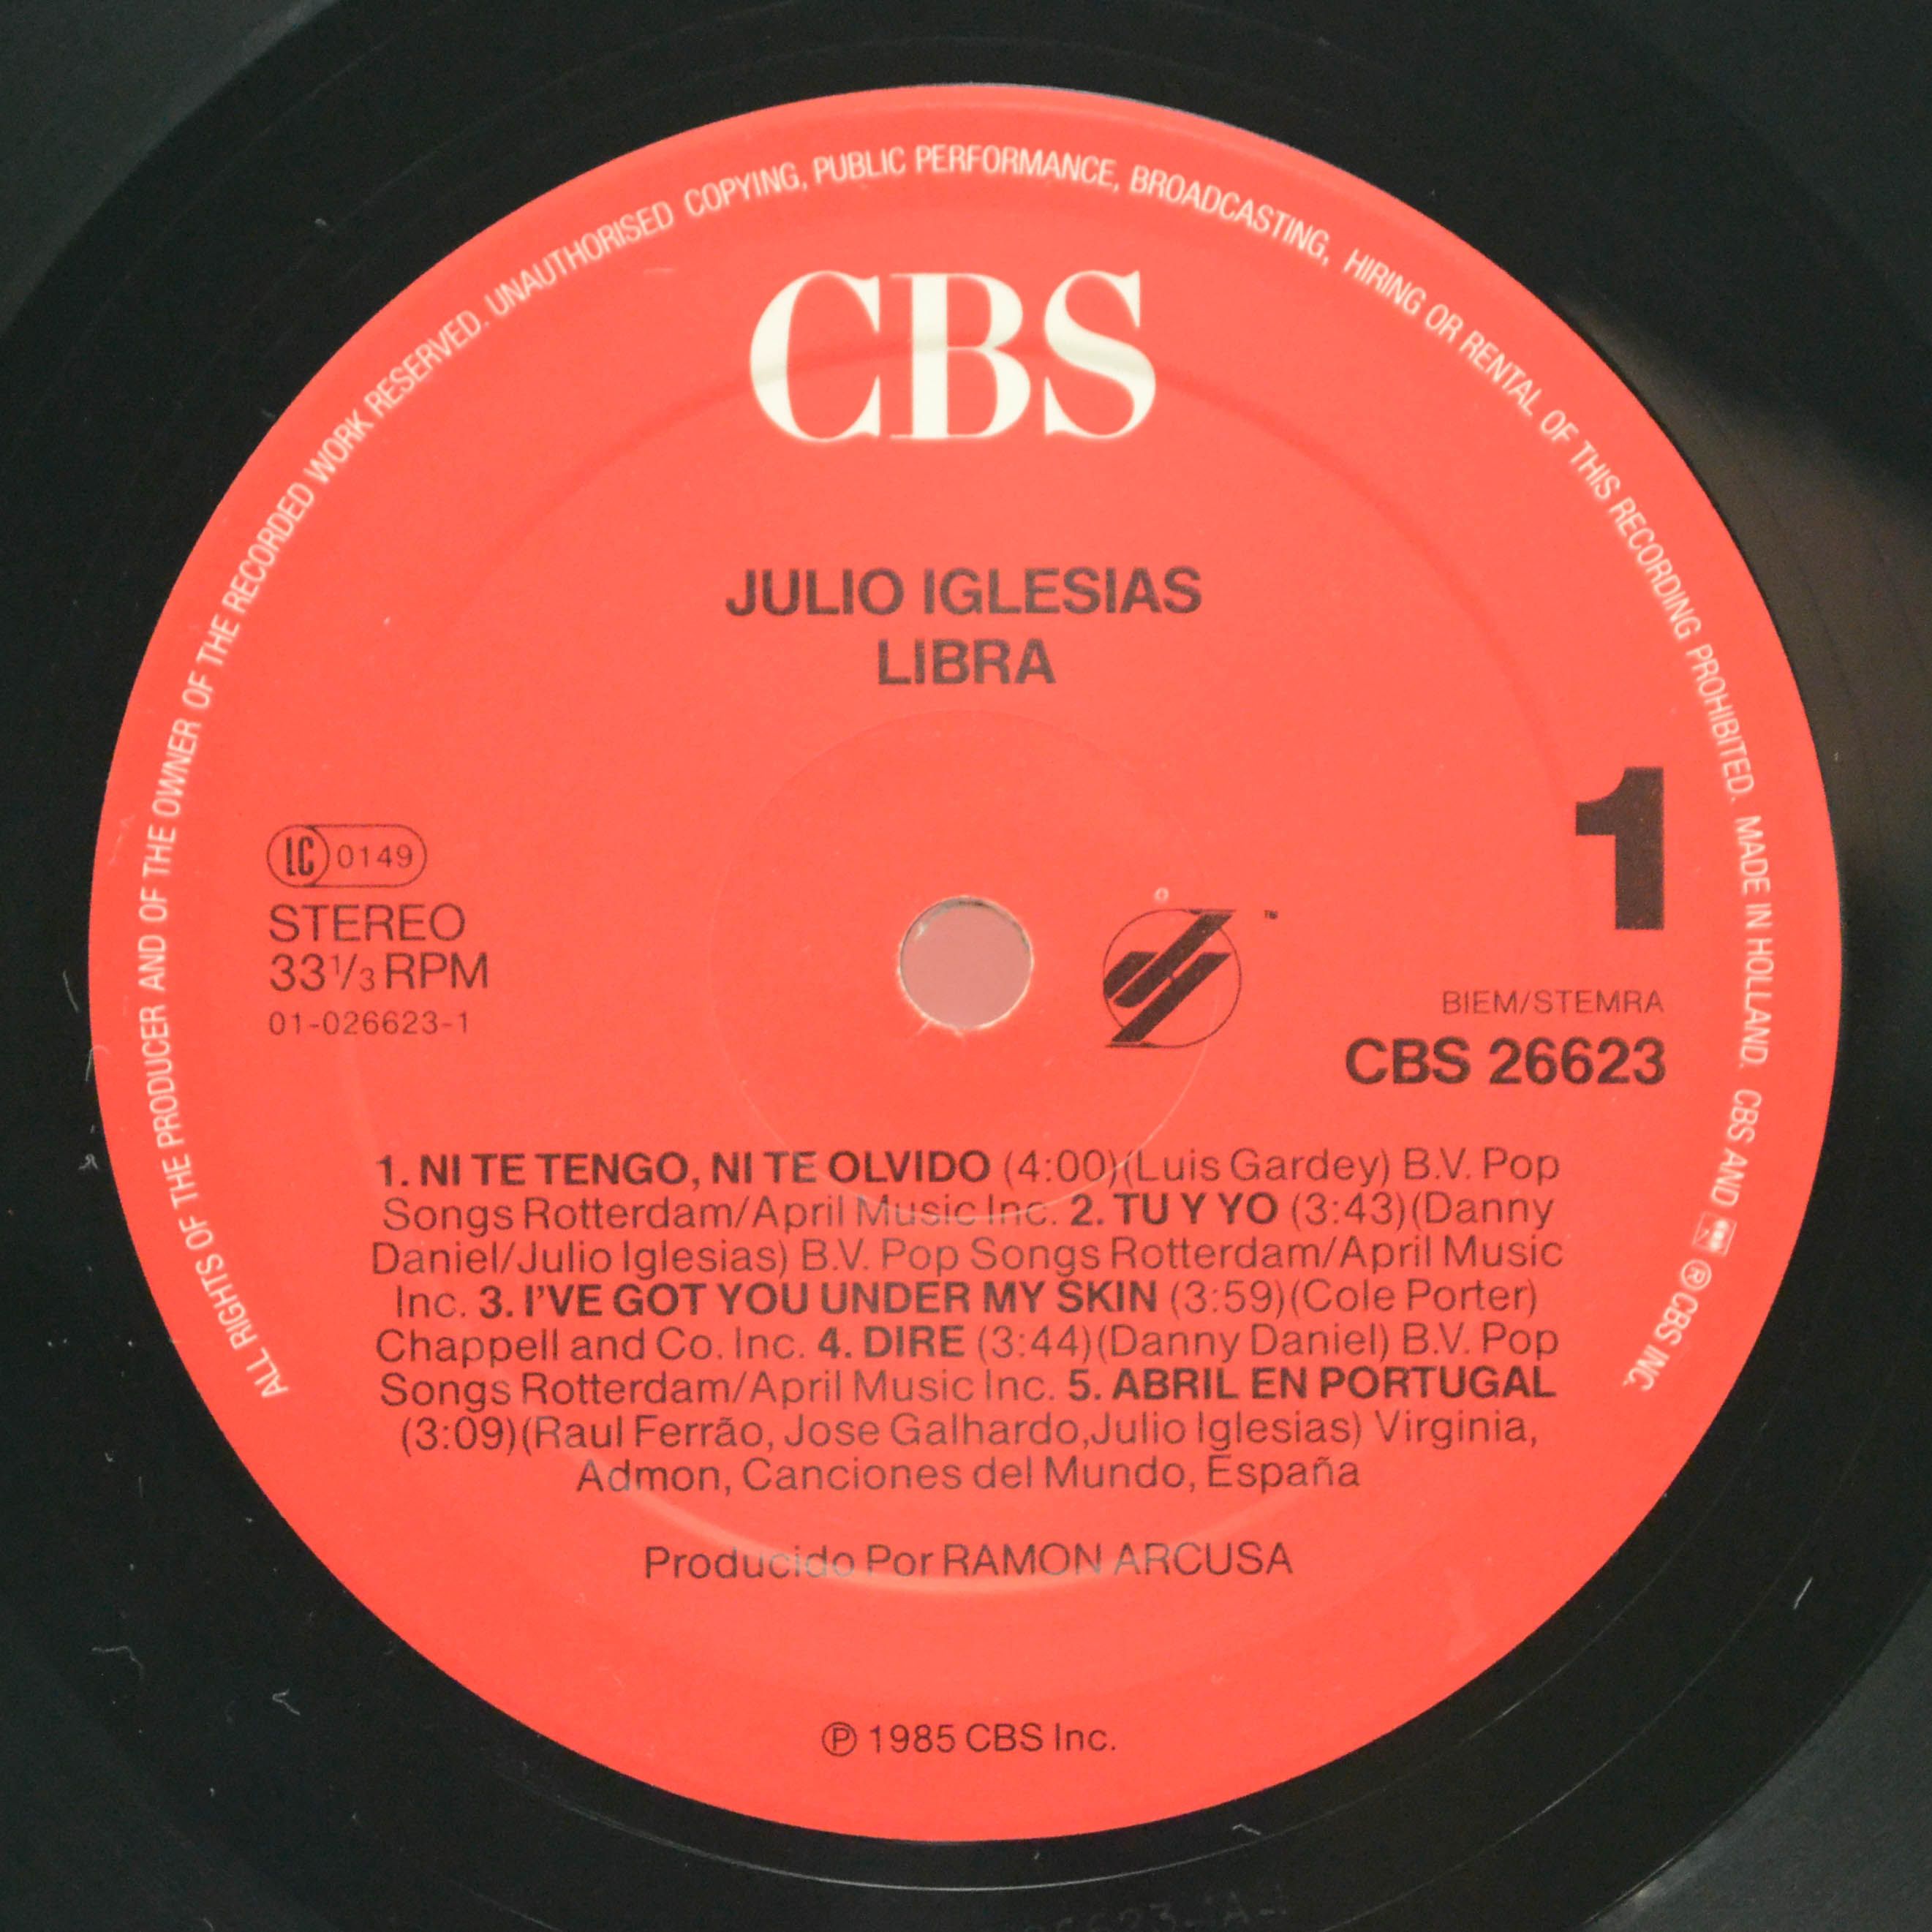 ALL RIGHTS OF THE PRODUCER AND OF THE OWNER OF THE RECORDED WORK RESERVED. UNAUTHORISED COPYING, PUBLIC PERFORMANCE, BROADCASTING, HIRING OR RENTAL OF THIS RECORDING PROHIBITED. MADE IN HOLLAND. CBS AND ® CBS INC.
CBS
JULIO IGLESIAS
LIBRA
1
LC 0149
STEREO
33 1/3 RPM
01-026623-1
™
BIEM/STEMRA
CBS 26623
1. NI TE TENGO, NI TE OLVIDO (4:00)(Luis Gardey) B.V. Pop
Songs Rotterdam/April Music Inc. 2. TU Y YO (3:43)(Danny
Daniel/Julio Iglesias) B.V. Pop Songs Rotterdam/April Music
Inc. 3. I'VE GOT YOU UNDER MY SKIN (3:59)(Cole Porter)
Chappell and Co. Inc. 4. DIRE (3:44)(Danny Daniel) B.V. Pop
Songs Rotterdam/April Music Inc. 5. ABRIL EN PORTUGAL
(3:09)(Raul Ferrão, Jose Galhardo,Julio Iglesias) Virginia,
Admon, Canciones del Mundo, España
Producido Por RAMON ARCUSA
℗ 1985 CBS Inc.